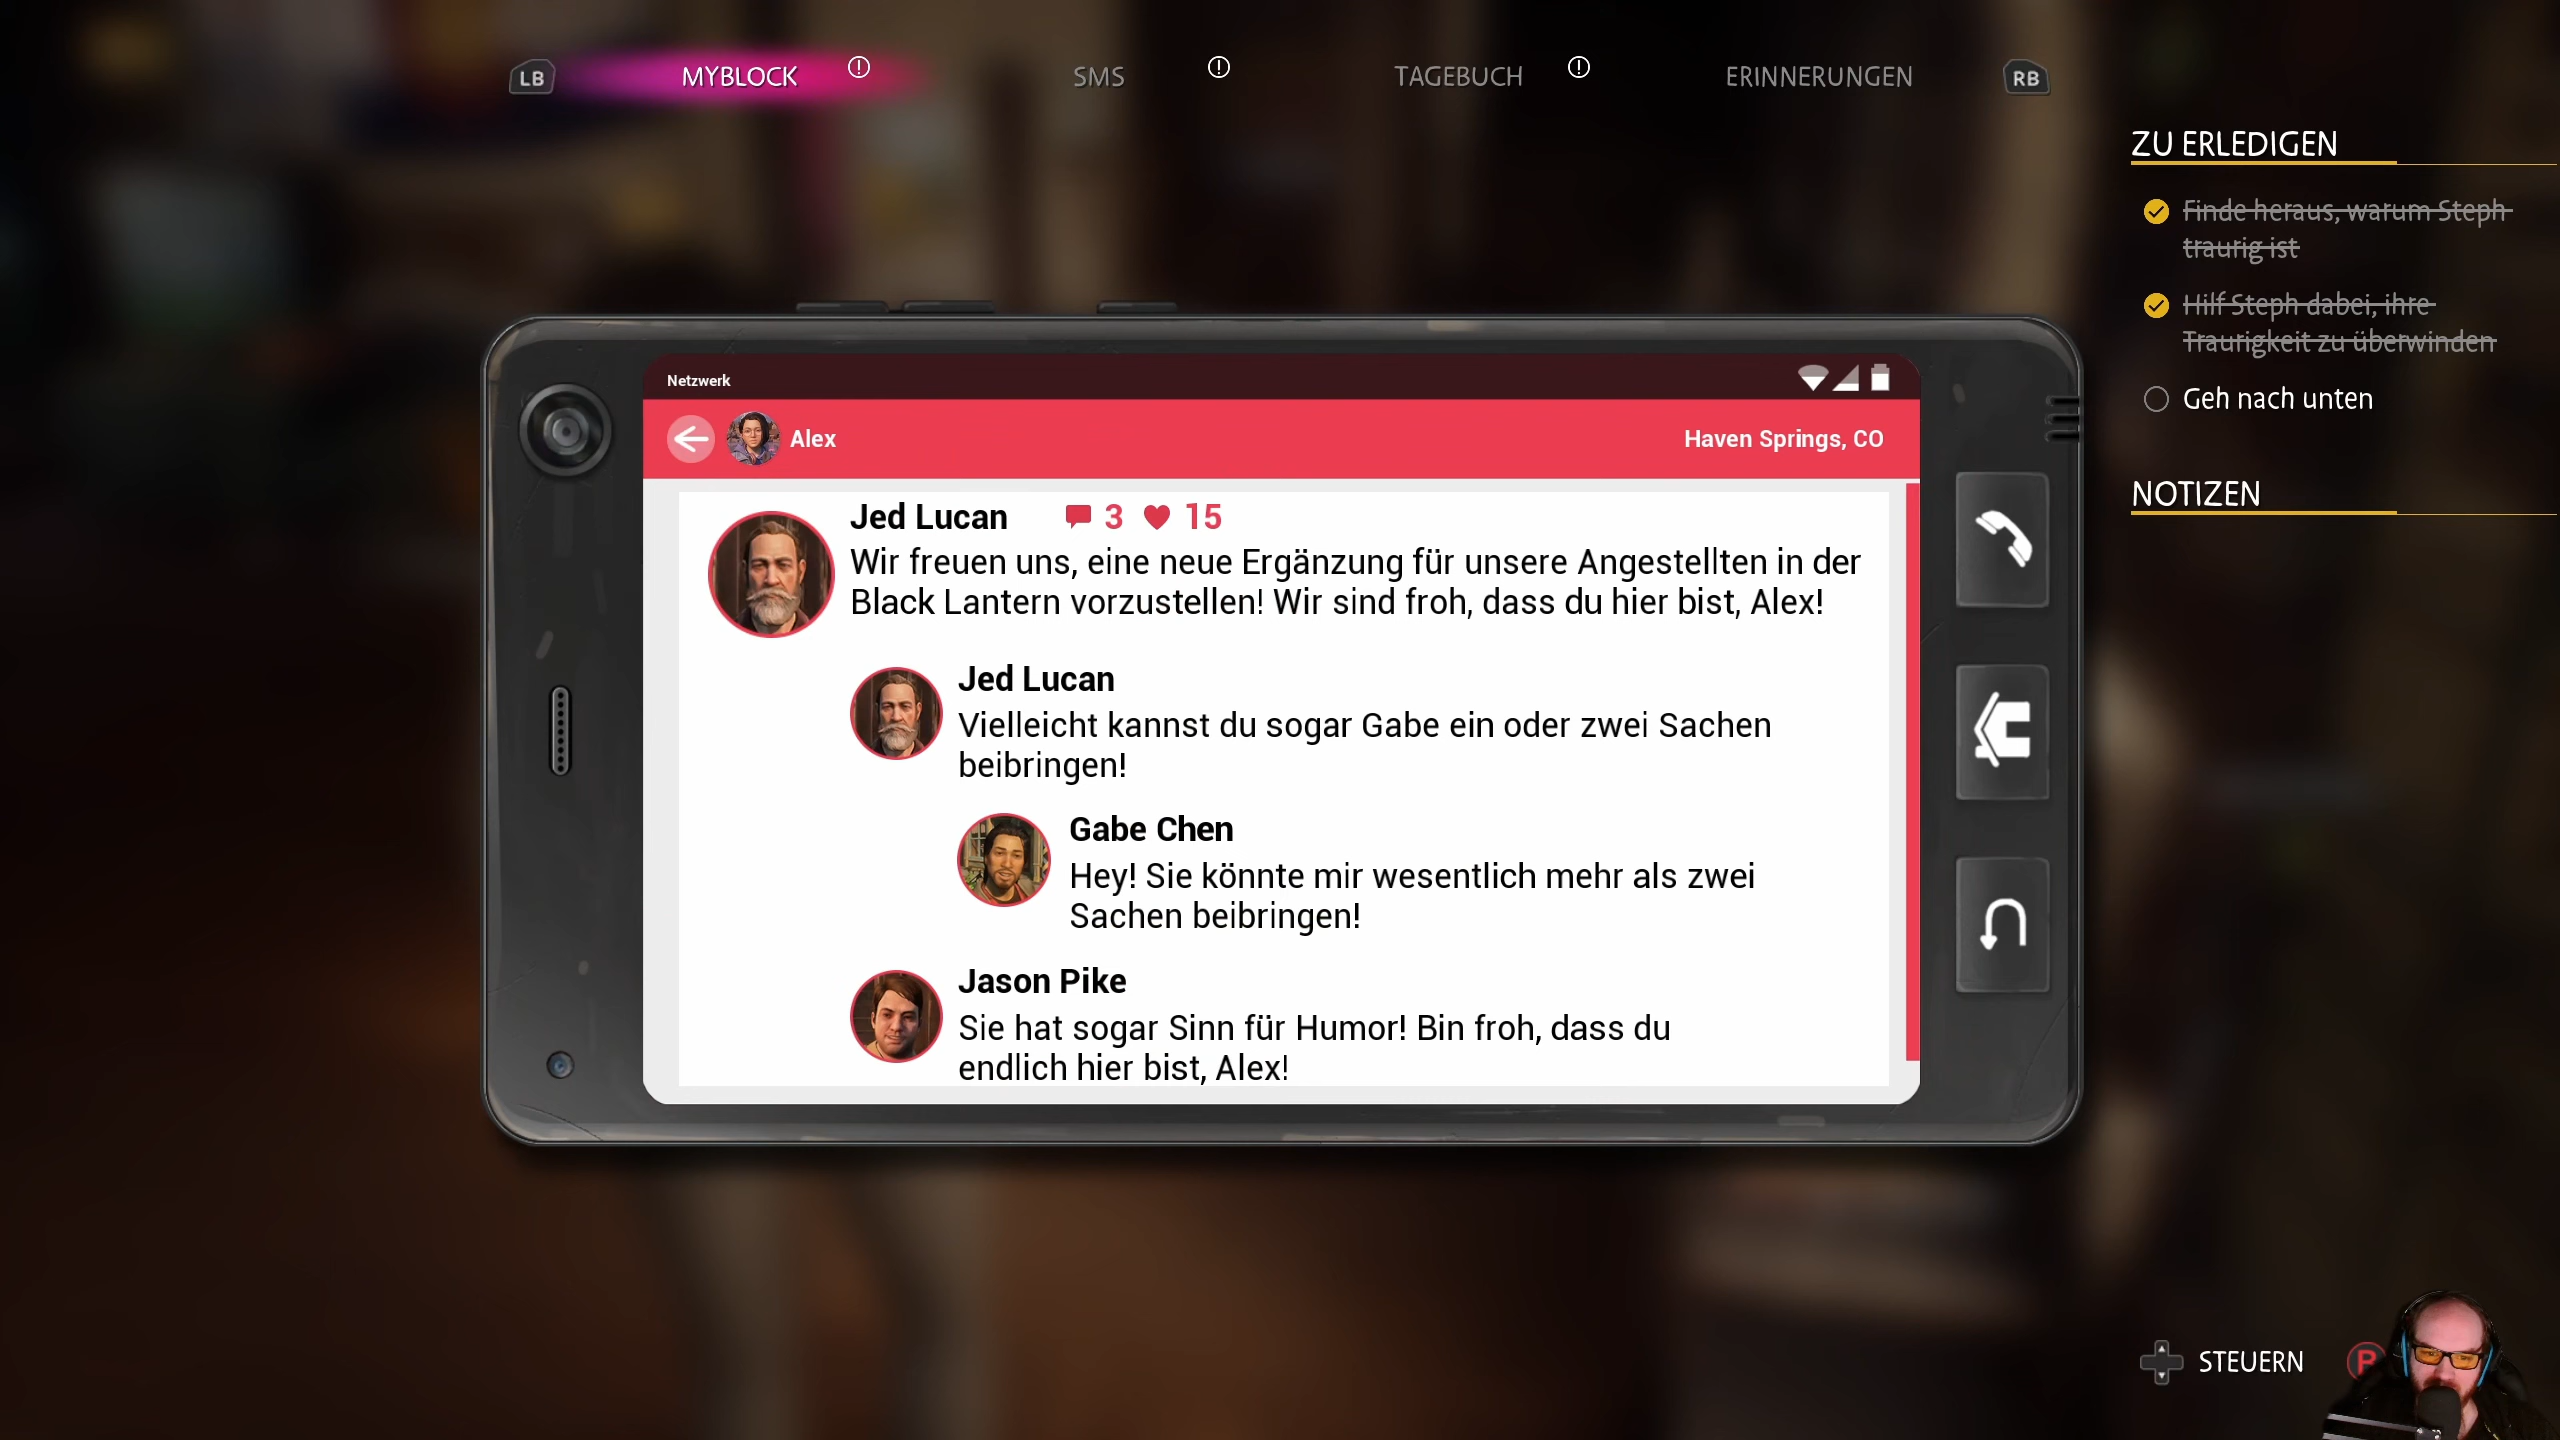 LB
MYBLOCK
SMS
TAGEBUCH
ERINNERUNGEN
RB
ZU ERLEDIGEN
Finde heraus, warum Steph
traurig ist
Hilf Steph dabei, ihre
Traurigkeit zu überwinden
Geh nach unten
NOTIZEN
Netzwerk
Alex
Haven Springs, CO
Jed Lucan 3 15
Wir freuen uns, eine neue Ergänzung für unsere Angestellten in der
Black Lantern vorzustellen! Wir sind froh, dass du hier bist, Alex!
Jed Lucan
Vielleicht kannst du sogar Gabe ein oder zwei Sachen
beibringen!
Gabe Chen
Hey! Sie könnte mir wesentlich mehr als zwei
Sachen beibringen!
Jason Pike
Sie hat sogar Sinn für Humor! Bin froh, dass du
endlich hier bist, Alex!
STEUERN